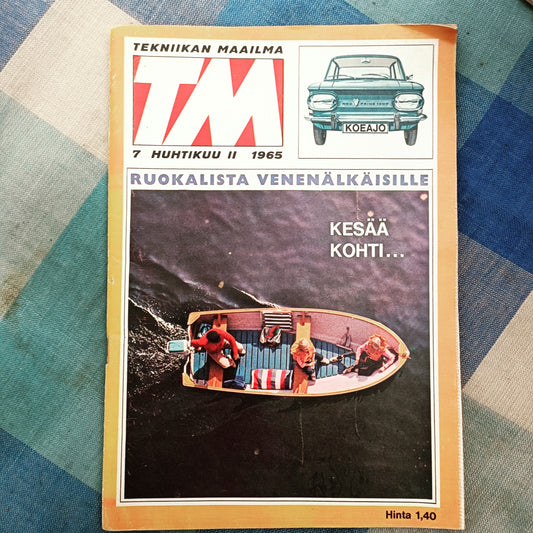 TEKNIIKAN MAAILMA
TM
7 HUHTIKUU II 1965
KOEAJO
RUOKALISTA VENENÄLKÄISILLE
KESÄÄ
KOHTI...
Hinta 1,40